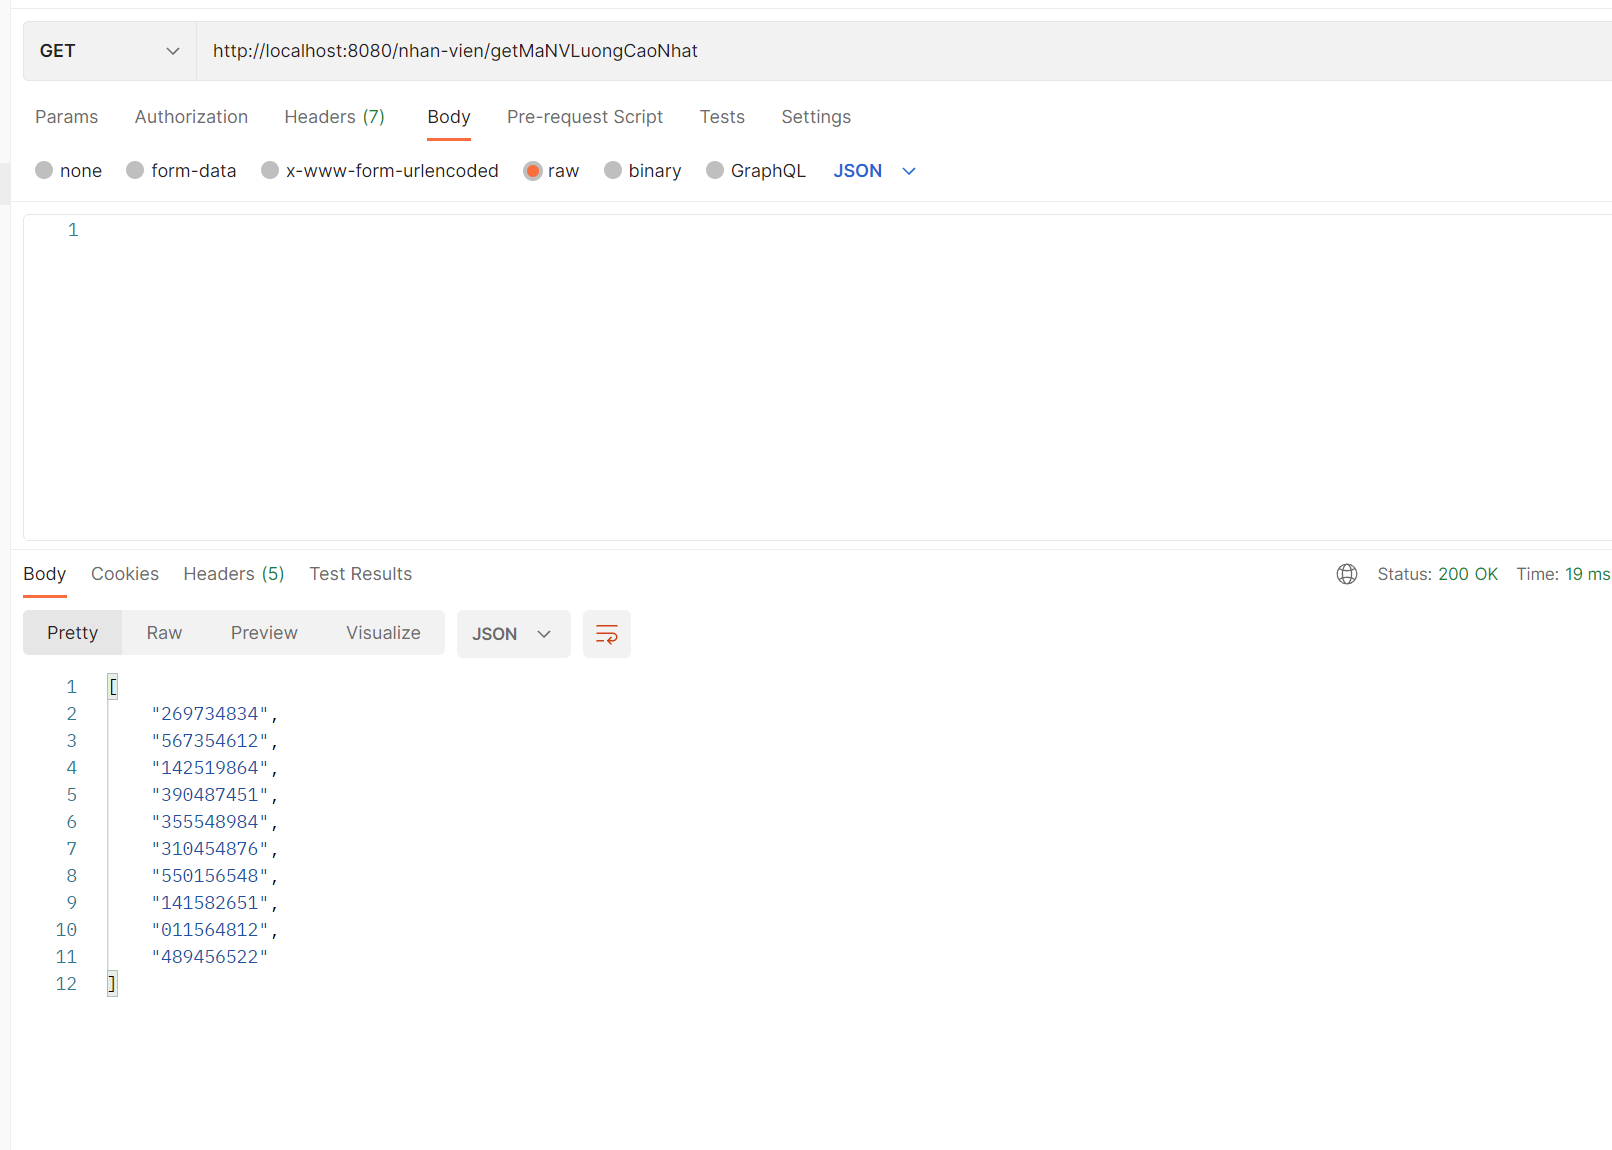 GET http://localhost:8080/nhan-vien/getMaNVLuongCaoNhat
Params Authorization Headers (7) Body Pre-request Script Tests Settings
none form-data x-www-form-urlencoded raw binary GraphQL JSON
1
Body Cookies Headers (5) Test Results Status: 200 OK Time: 19 ms
Pretty Raw Preview Visualize JSON
1 [
2 "269734834",
3 "567354612",
4 "142519864",
5 "390487451",
6 "355548984",
7 "310454876",
8 "550156548",
9 "141582651",
10 "011564812",
11 "489456522"
12 ]